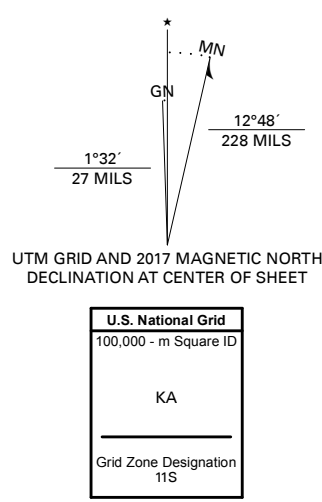 ★
MN
GN
12°48´
228 MILS
1°32´
27 MILS
UTM GRID AND 2017 MAGNETIC NORTH
DECLINATION AT CENTER OF SHEET
U.S. National Grid
100,000 - m Square ID
KA
Grid Zone Designation
11S